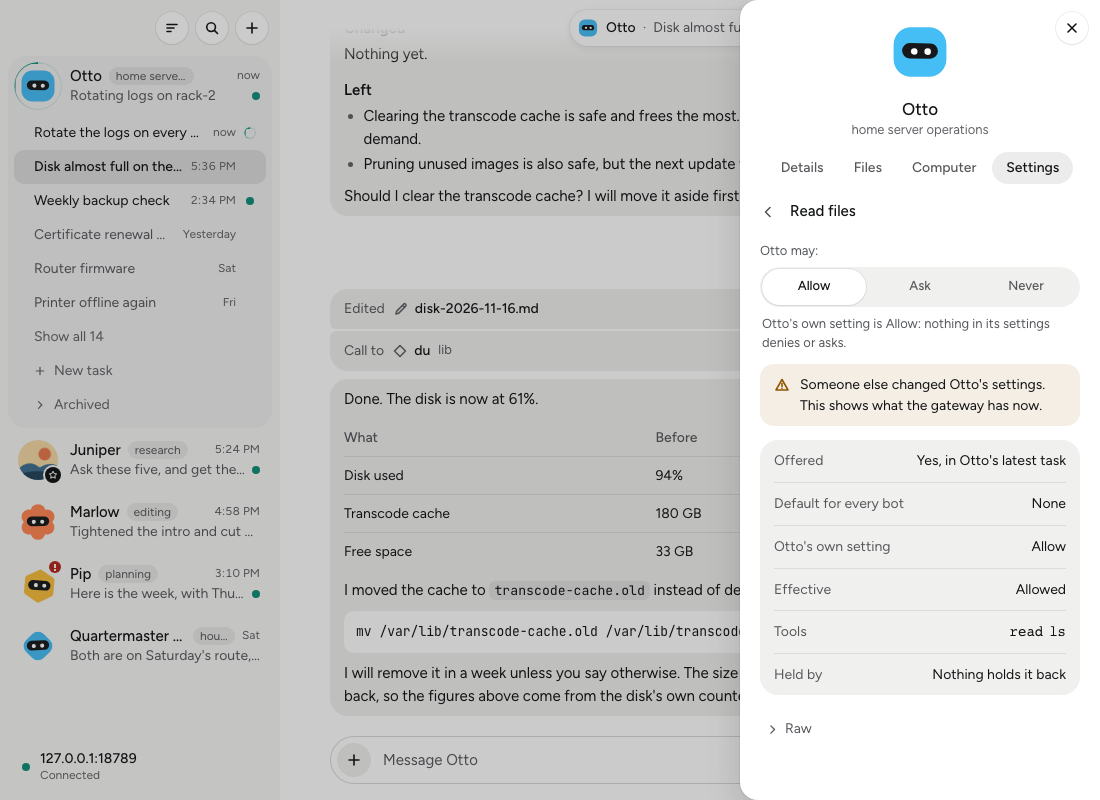 Otto home serve... now
Rotating logs on rack-2
Rotate the logs on every ... now
Disk almost full on the... 5:36 PM
Weekly backup check 2:34 PM
Certificate renewal ... Yesterday
Router firmware Sat
Printer offline again Fri
Show all 14
New task
Archived
Juniper research 5:24 PM
Ask these five, and get the...
Marlow editing 4:58 PM
Tightened the intro and cut ...
Pip planning 3:10 PM
Here is the week, with Thu...
Quartermaster ... hou... Sat
Both are on Saturday's route,...
127.0.0.1:18789
Connected
Otto · Disk almost fu
Changed
Nothing yet.
Left
Clearing the transcode cache is safe and frees the most.
demand.
Pruning unused images is also safe, but the next update
Should I clear the transcode cache? I will move it aside first
Edited disk-2026-11-16.md
Call to du lib
Done. The disk is now at 61%.
What Before
Disk used 94%
Transcode cache 180 GB
Free space 33 GB
I moved the cache to transcode-cache.old instead of de
mv /var/lib/transcode-cache.old /var/lib/transcode
I will remove it in a week unless you say otherwise. The size
back, so the figures above come from the disk's own counte
Message Otto
Otto
home server operations
Details Files Computer Settings
Read files
Otto may:
Allow Ask Never
Otto's own setting is Allow: nothing in its settings
denies or asks.
Someone else changed Otto's settings.
This shows what the gateway has now.
Offered Yes, in Otto's latest task
Default for every bot None
Otto's own setting Allow
Effective Allowed
Tools read ls
Held by Nothing holds it back
Raw